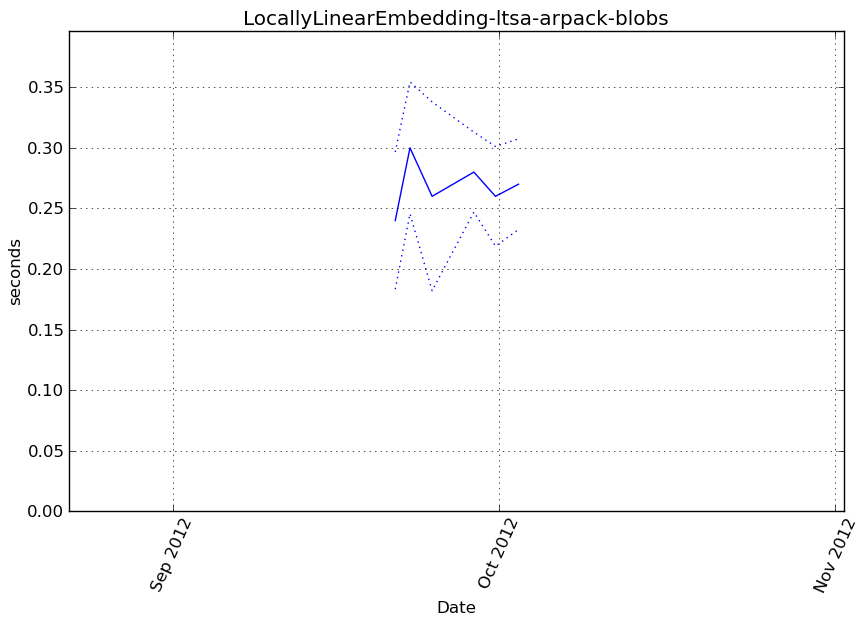 LocallyLinearEmbedding-ltsa-arpack-blobs
0.35
0.30
0.25
0.20
0.15
0.10
0.05
0.00
seconds
Sep 2012
Oct 2012
Nov 2012
Date